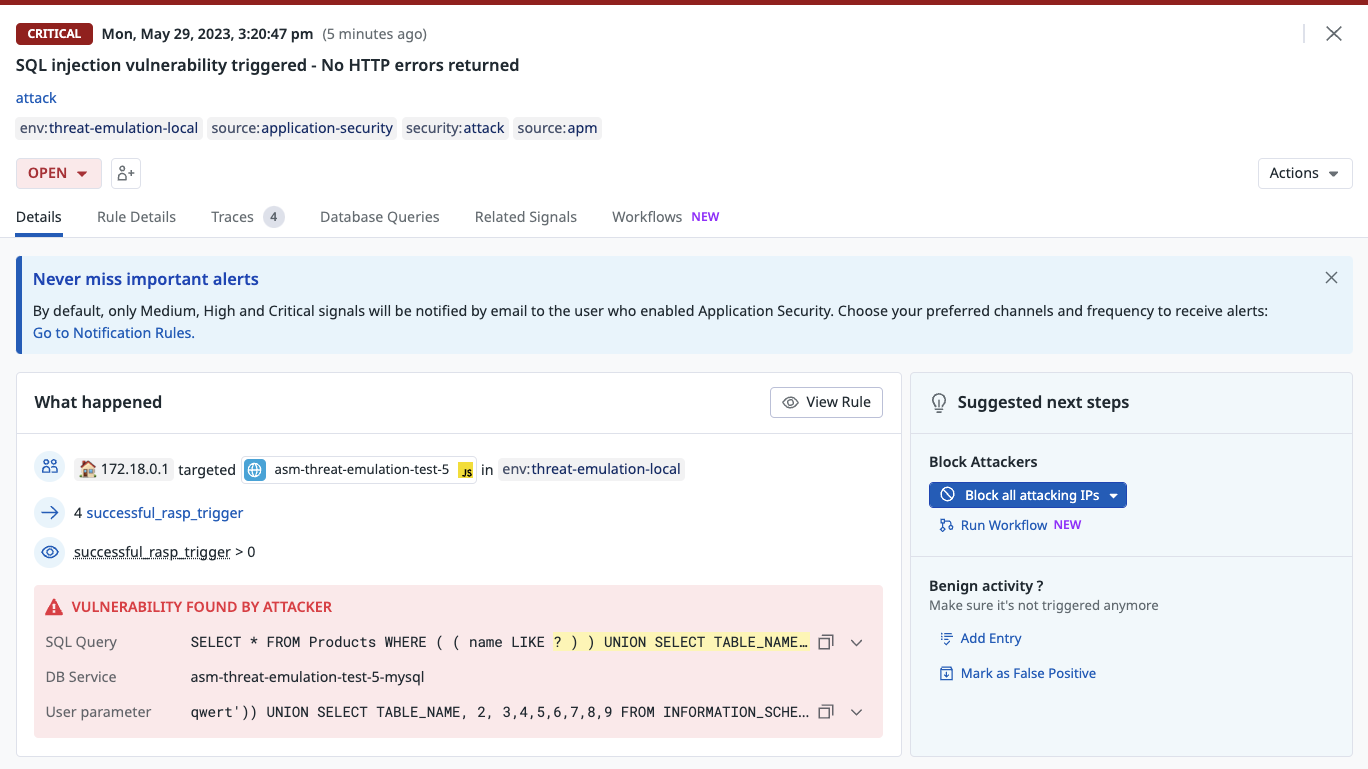 CRITICAL Mon, May 29, 2023, 3:20:47 pm (5 minutes ago)
SQL injection vulnerability triggered - No HTTP errors returned
attack
env:threat-emulation-local source:application-security security:attack source:apm
OPEN Actions
Details Rule Details Traces 4 Database Queries Related Signals Workflows NEW
Never miss important alerts
By default, only Medium, High and Critical signals will be notified by email to the user who enabled Application Security. Choose your preferred channels and frequency to receive alerts:
Go to Notification Rules.
What happened View Rule
172.18.0.1 targeted asm-threat-emulation-test-5 JS in env:threat-emulation-local
4 successful_rasp_trigger
successful_rasp_trigger > 0
VULNERABILITY FOUND BY ATTACKER
SQL Query SELECT * FROM Products WHERE ( ( name LIKE ? ) ) UNION SELECT TABLE_NAME…
DB Service asm-threat-emulation-test-5-mysql
User parameter qwert')) UNION SELECT TABLE_NAME, 2, 3,4,5,6,7,8,9 FROM INFORMATION_SCHE…
Suggested next steps
Block Attackers
Block all attacking IPs
Run Workflow NEW
Benign activity ?
Make sure it's not triggered anymore
Add Entry
Mark as False Positive